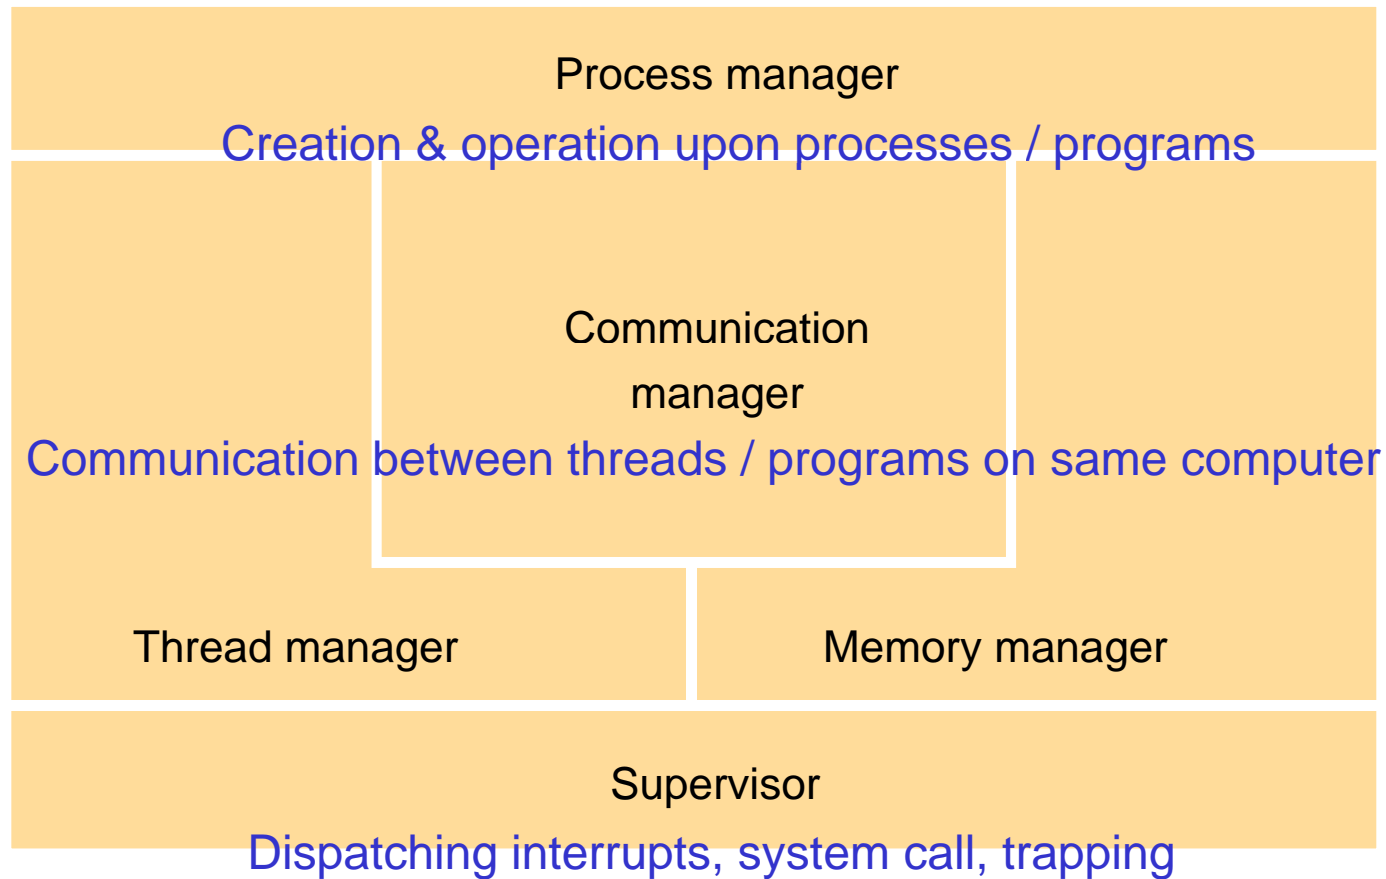 Process manager
Creation & operation upon processes / programs
Communication
manager
Communication between threads / programs on same computer
Thread manager
Memory manager
Supervisor
Dispatching interrupts, system call, trapping